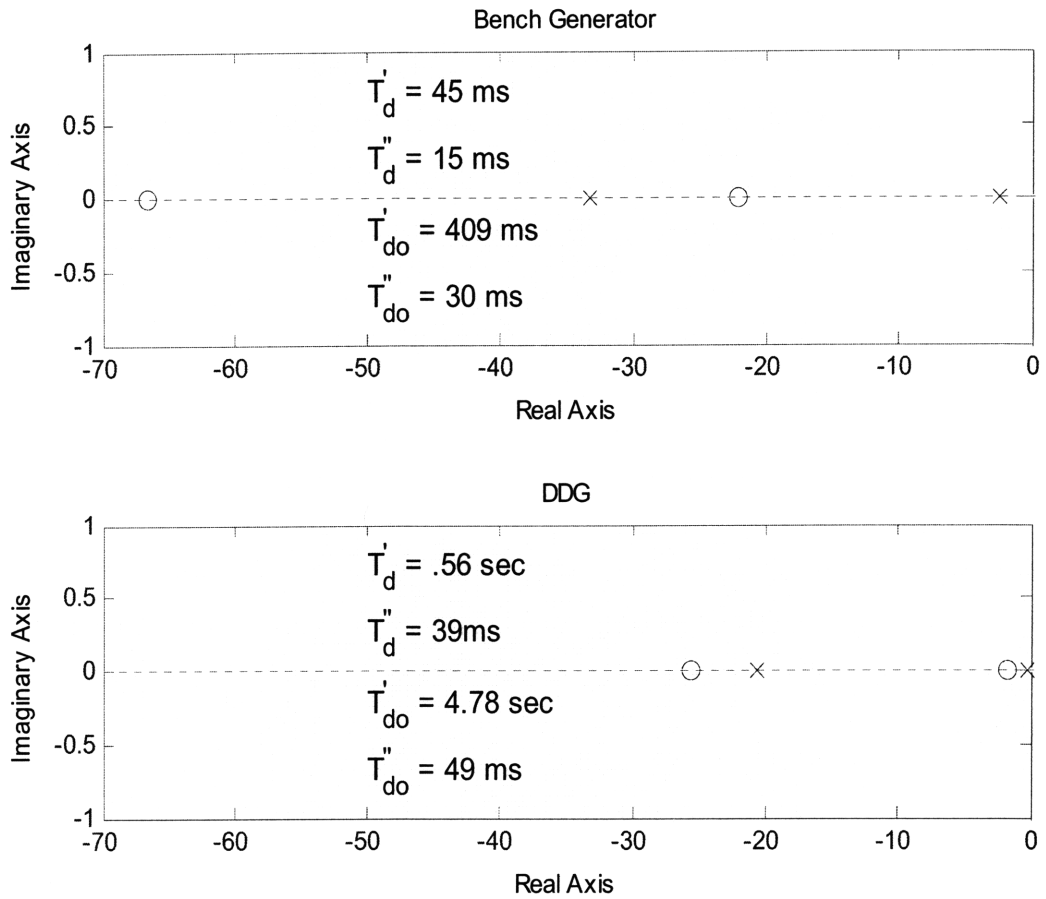 Bench Generator
1
0.5
0
-0.5
-1
Imaginary Axis
T'd = 45 ms
T"d = 15 ms
T'do = 409 ms
T"do = 30 ms
-70 -60 -50 -40 -30 -20 -10 0
Real Axis
DDG
1
0.5
0
-0.5
-1
Imaginary Axis
T'd = .56 sec
T"d = 39ms
T'do = 4.78 sec
T"do = 49 ms
-70 -60 -50 -40 -30 -20 -10 0
Real Axis